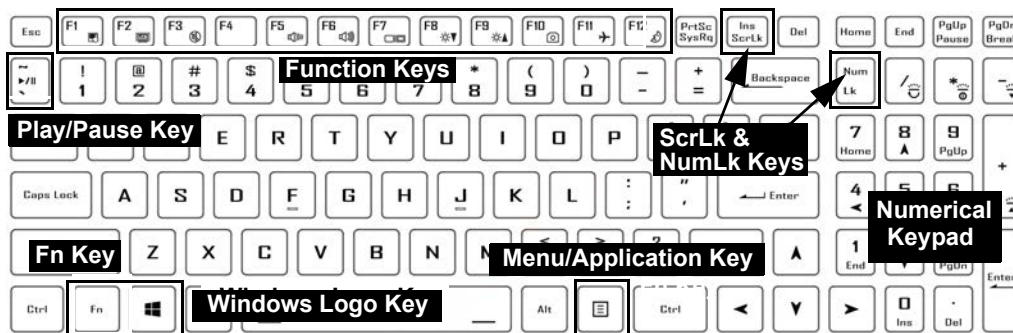 Esc F1 F2 F3 F4 F5 F6 F7 F8 F9 F10 F11 F12 PrtSc Ins Del Home End PgUp PgDn
SysRq ScrLk Pause Break
~ ! @ # $ Function Keys * ( ) – + Backspace Num / * -
1 2 3 4 5 6 7 8 9 0 - = Lk
Play/Pause Key E R T Y U I O P ScrLk & 7 8 9
NumLk Keys Home PgUp +
Caps Lock A S D F G H J K L : " Enter 4 5 6
; ' Numerical
Keypad
Fn Key Z X C V B N Menu/Application Key 1
End PgDn Enter
Ctrl Fn Windows Logo Key Alt Ctrl 0 .
Ins Del